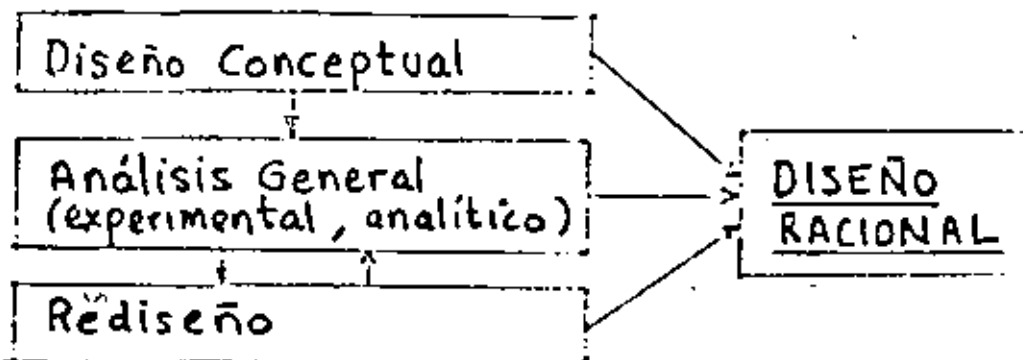 Diseño Conceptual
Análisis General
(experimental, analítico)
Rediseño
DISEÑO
RACIONAL